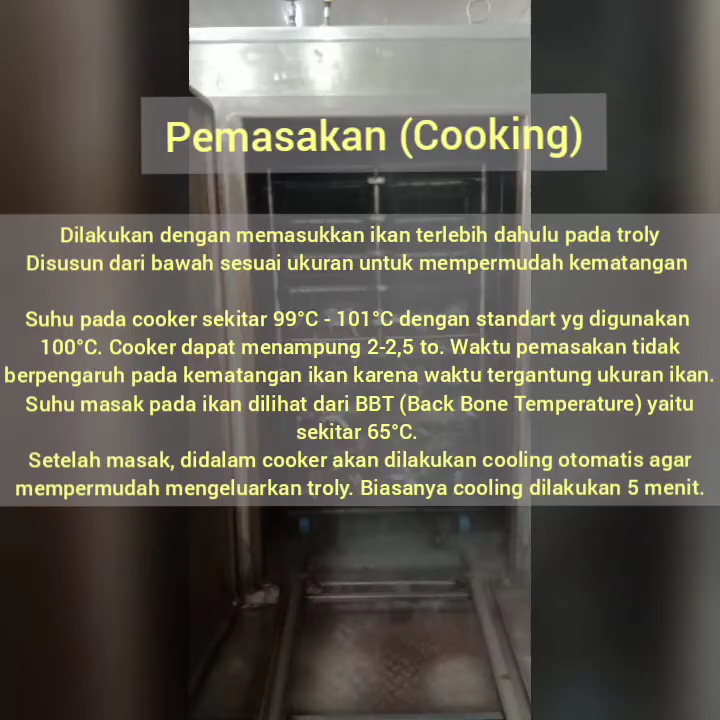 Pemasakan (Cooking)
Dilakukan dengan memasukkan ikan terlebih dahulu pada troly
Disusun dari bawah sesuai ukuran untuk mempermudah kematangan
Suhu pada cooker sekitar 99°C - 101°C dengan standart yg digunakan
100°C. Cooker dapat menampung 2-2,5 to. Waktu pemasakan tidak
berpengaruh pada kematangan ikan karena waktu tergantung ukuran ikan.
Suhu masak pada ikan dilihat dari BBT (Back Bone Temperature) yaitu
sekitar 65°C.
Setelah masak, didalam cooker akan dilakukan cooling otomatis agar
mempermudah mengeluarkan troly. Biasanya cooling dilakukan 5 menit.